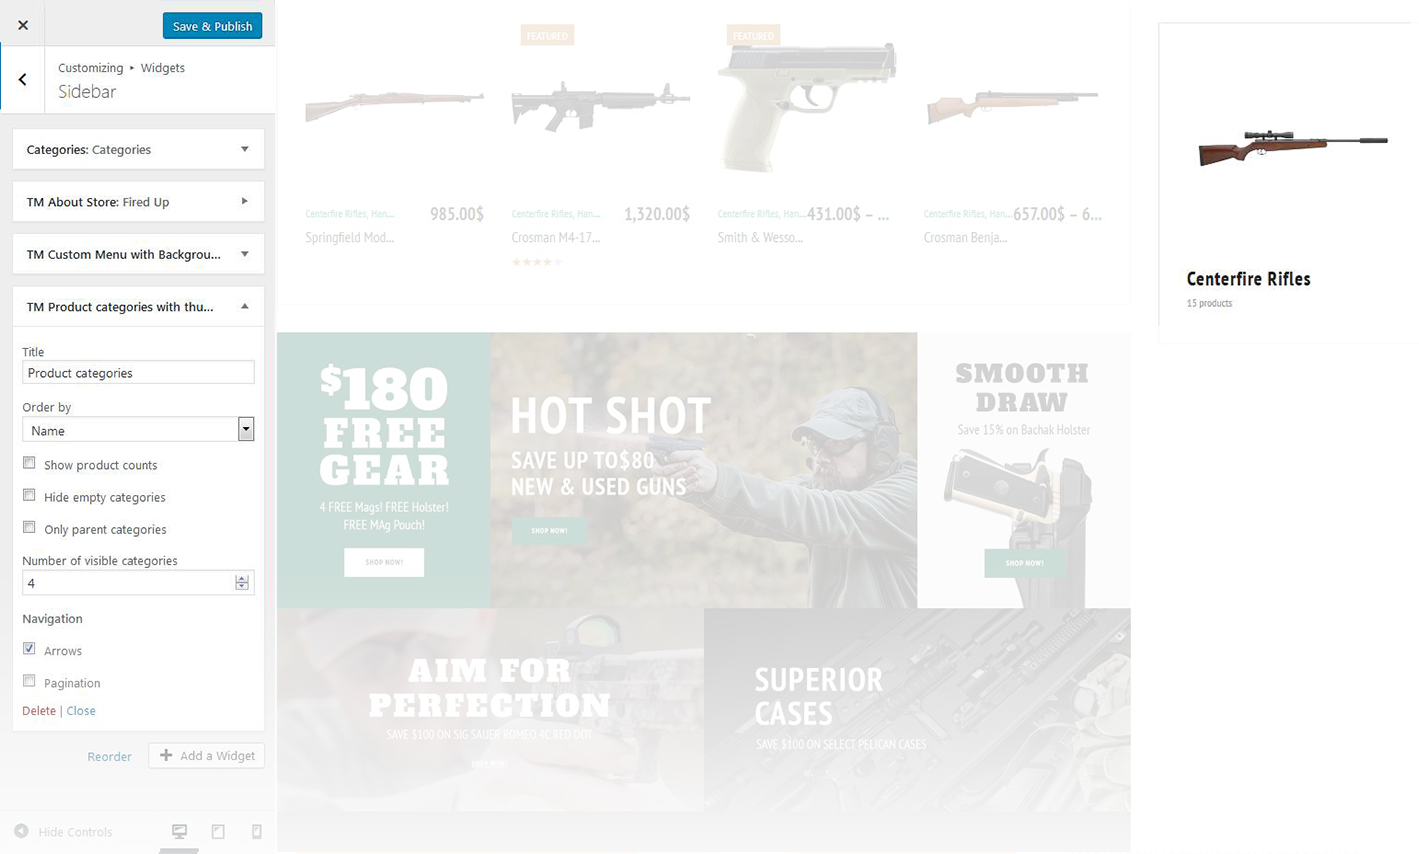 Save & Publish
Customizing ▸ Widgets
Sidebar
Categories: Categories
TM About Store: Fired Up
TM Custom Menu with Backgrou...
TM Product categories with thu...
Title
Product categories
Order by
Name
Show product counts
Hide empty categories
Only parent categories
Number of visible categories
4
Navigation
Arrows
Pagination
Delete | Close
Reorder
Add a Widget
Hide Controls
FEATURED
FEATURED
Centerfire Rifles, Han...
985.00$
Springfield Mod...
Centerfire Rifles, Han...
1,320.00$
Crosman M4-17...
Centerfire Rifles, Han...
431.00$ – ...
Smith & Wesso...
Centerfire Rifles, Han...
657.00$ – 6...
Crosman Benja...
$180
FREE
GEAR
4 FREE Mags! FREE Holster!
FREE MAg Pouch!
SHOP NOW!
HOT SHOT
SAVE UP TO$80
NEW & USED GUNS
SHOP NOW!
SMOOTH
DRAW
Save 15% on Bachak Holster
SHOP NOW!
AIM FOR
PERFECTION
SAVE $100 ON SIG SAUER ROMEO 4C RED DOT
SHOP NOW!
SUPERIOR
CASES
SAVE $100 ON SELECT PELICAN CASES
Centerfire Rifles
15 products